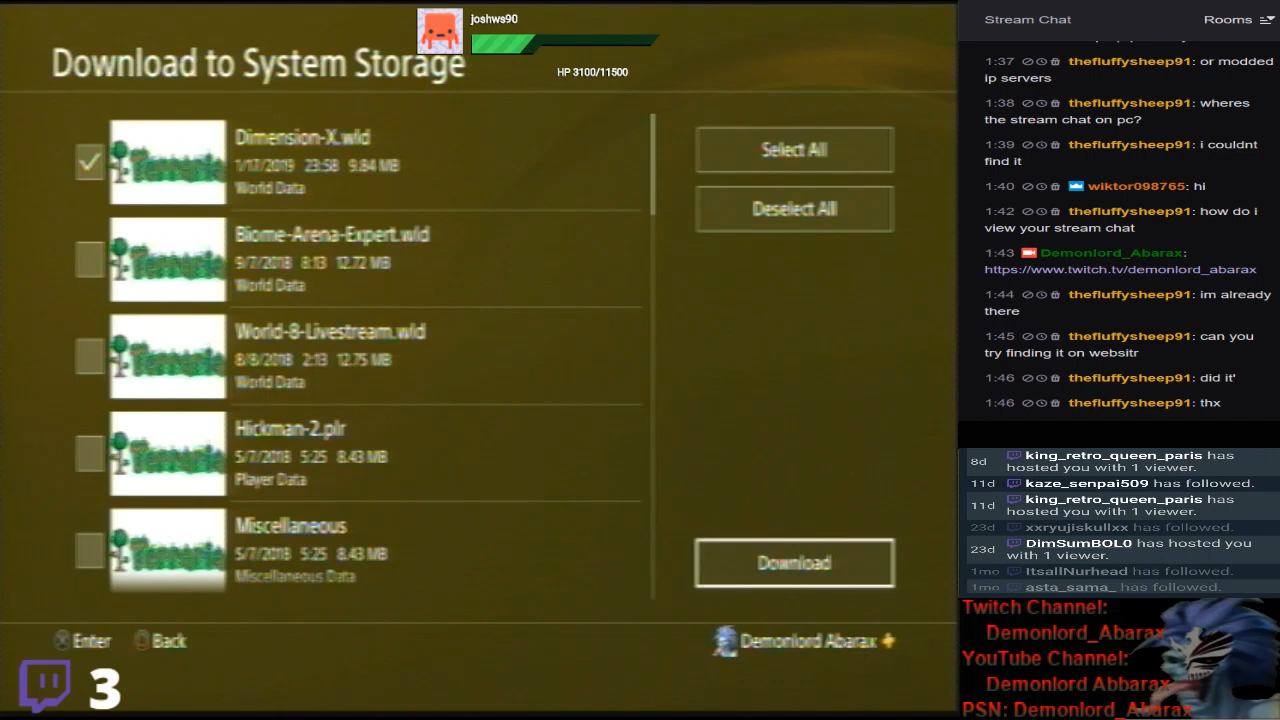 joshws90
HP 3100/11500
Download to System Storage
Dimension-X.wld
1/17/2019 23:58 9.84 MB
World Data
Biome-Arena-Expert.wld
9/7/2018 8:13 12.72 MB
World Data
World-8-Livestream.wld
8/8/2018 2:13 12.75 MB
World Data
Hickman-2.plr
5/7/2018 5:25 8.43 MB
Player Data
Miscellaneous
5/7/2018 5:25 8.43 MB
Miscellaneous Data
Select All
Deselect All
Download
Enter Back
Demonlord Abarax
3
Stream Chat Rooms
1:37 thefluffysheep91: or modded
ip servers
1:38 thefluffysheep91: wheres
the stream chat on pc?
1:39 thefluffysheep91: i couldnt
find it
1:40 wiktor098765: hi
1:42 thefluffysheep91: how do i
view your stream chat
1:43 Demonlord_Abarax:
https://www.twitch.tv/demonlord_abarax
1:44 thefluffysheep91: im already
there
1:45 thefluffysheep91: can you
try finding it on websitr
1:46 thefluffysheep91: did it'
1:46 thefluffysheep91: thx
8d king_retro_queen_paris has
hosted you with 1 viewer.
11d kaze_senpai509 has followed.
11d king_retro_queen_paris has
hosted you with 1 viewer.
23d xxryujiskullxx has followed.
23d DimSumBOL0 has hosted you
with 1 viewer.
1mo ItsallNurhead has followed.
1mo asta_sama_ has followed.
Twitch Channel:
Demonlord_Abarax
YouTube Channel:
Demonlord Abbarax
PSN: Demonlord_Abarax